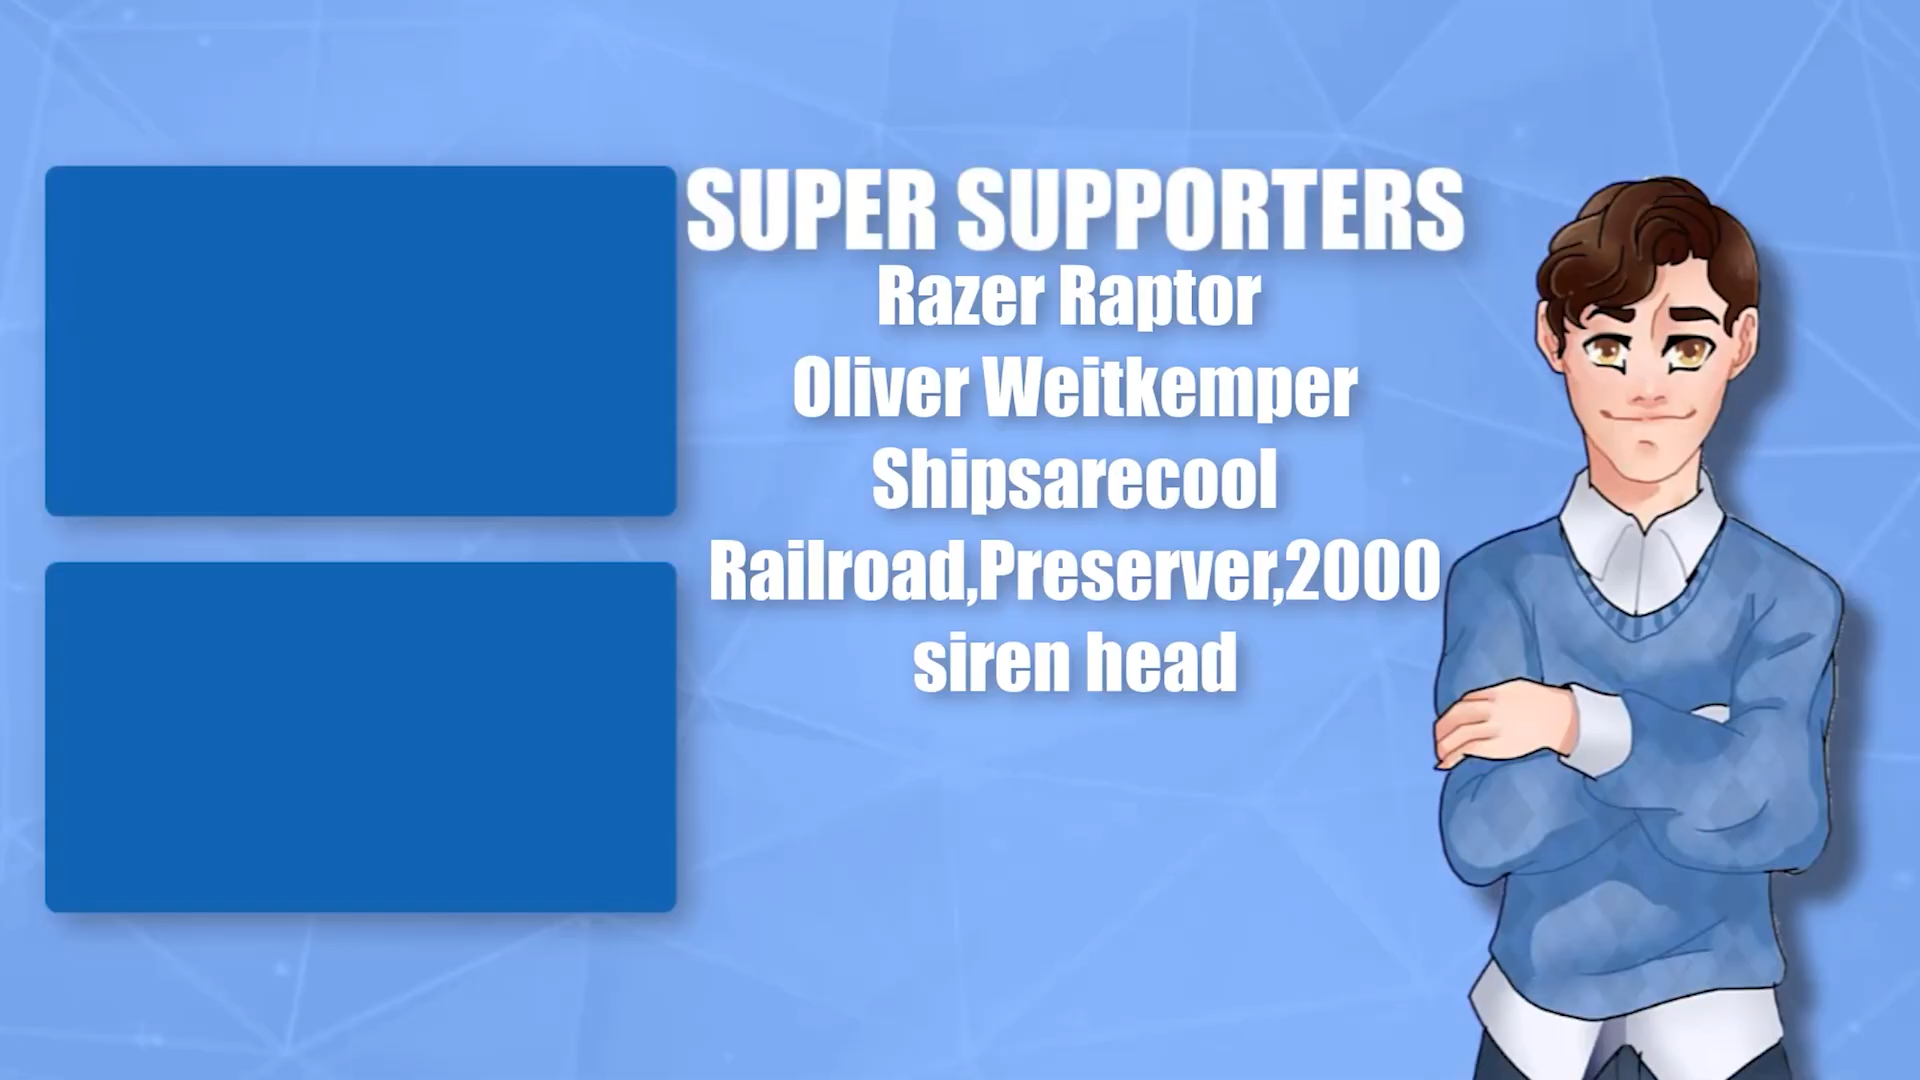 SUPER SUPPORTERS
Razer Raptor
Oliver Weitkemper
Shipsarecool
Railroad,Preserver,2000
siren head